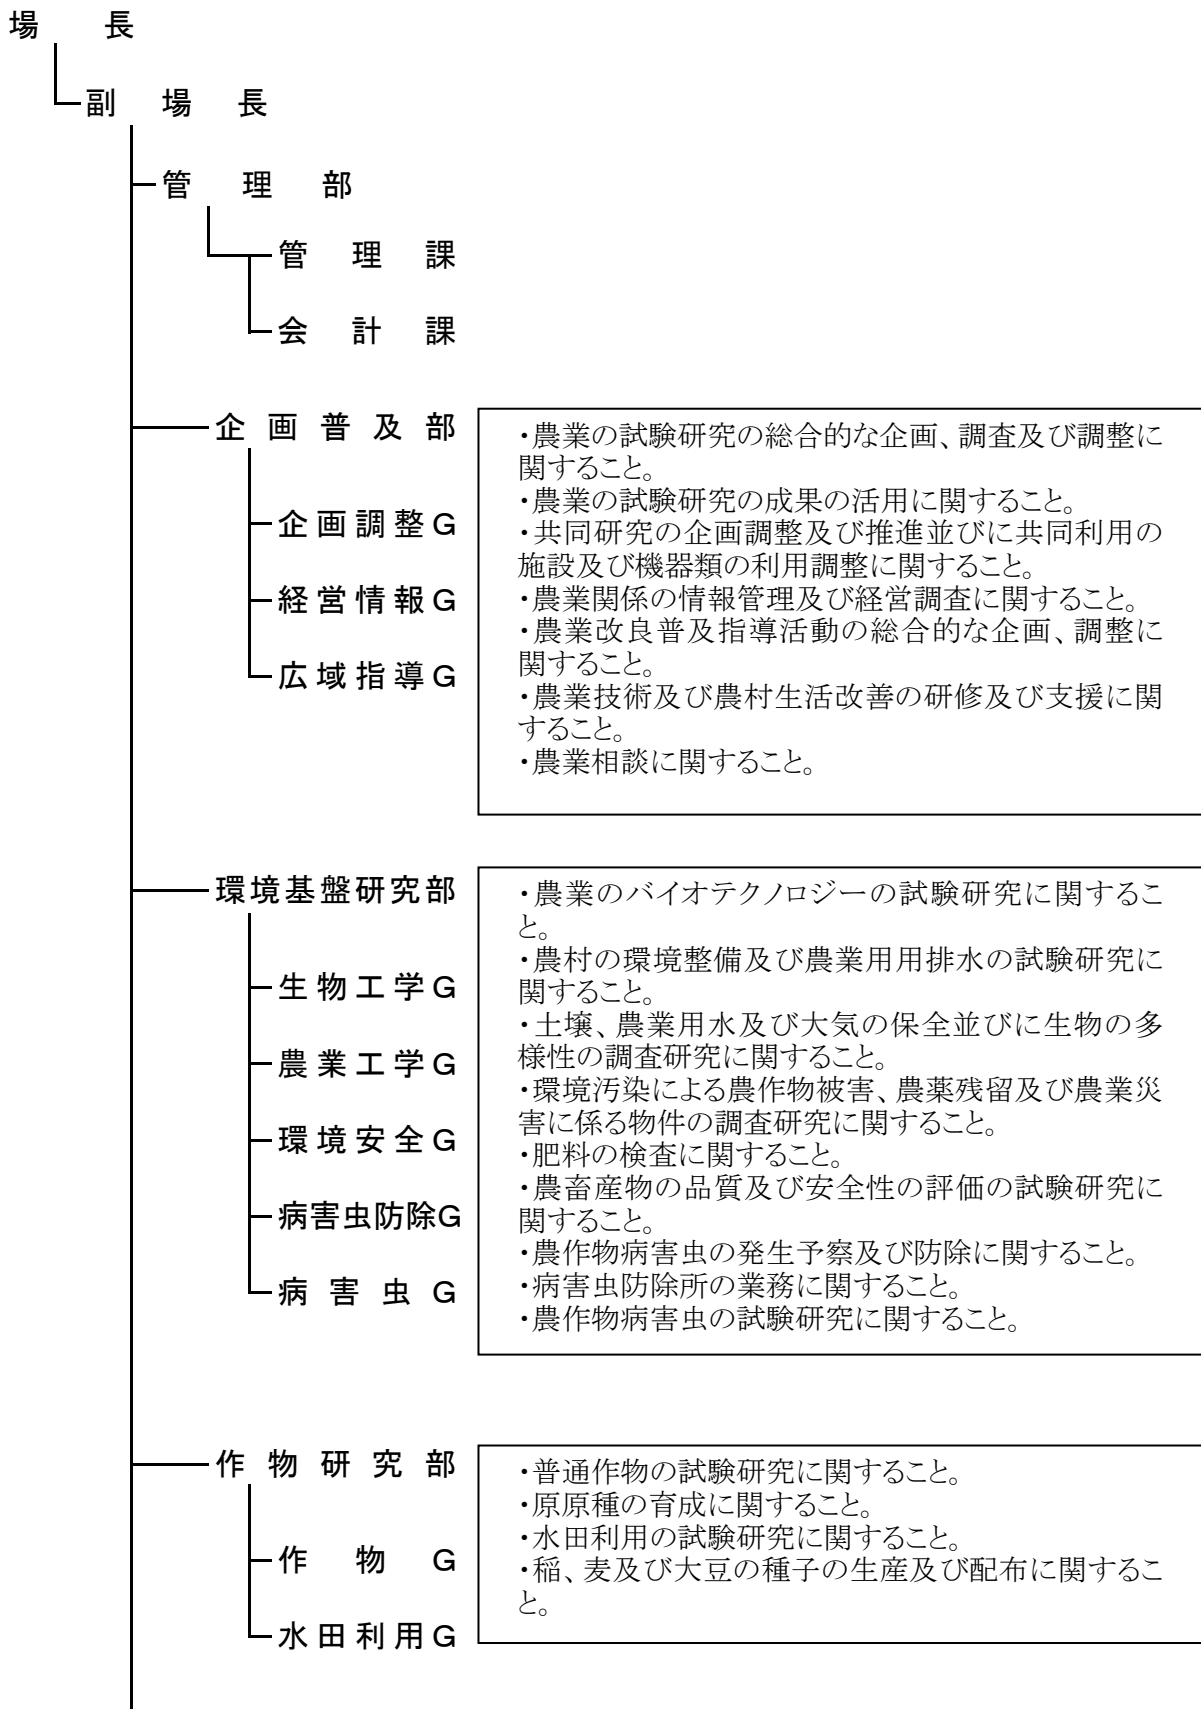 場長
副場長
管理部
管理課
会計課
企画普及部
企画調整G
経営情報G
広域指導G
・農業の試験研究の総合的な企画、調査及び調整に
関すること。
・農業の試験研究の成果の活用に関すること。
・共同研究の企画調整及び推進並びに共同利用の
施設及び機器類の利用調整に関すること。
・農業関係の情報管理及び経営調査に関すること。
・農業改良普及指導活動の総合的な企画、調整に
関すること。
・農業技術及び農村生活改善の研修及び支援に関
すること。
・農業相談に関すること。
環境基盤研究部
生物工学G
農業工学G
環境安全G
病害虫防除G
病害虫G
・農業のバイオテクノロジーの試験研究に関するこ
と。
・農村の環境整備及び農業用用排水の試験研究に
関すること。
・土壌、農業用水及び大気の保全並びに生物の多
様性の調査研究に関すること。
・環境汚染による農作物被害、農薬残留及び農業災
害に係る物件の調査研究に関すること。
・肥料の検査に関すること。
・農畜産物の品質及び安全性の評価の試験研究に
関すること。
・農作物病害虫の発生予察及び防除に関すること。
・病害虫防除所の業務に関すること。
・農作物病害虫の試験研究に関すること。
作物研究部
作物G
水田利用G
・普通作物の試験研究に関すること。
・原原種の育成に関すること。
・水田利用の試験研究に関すること。
・稲、麦及び大豆の種子の生産及び配布に関するこ
と。